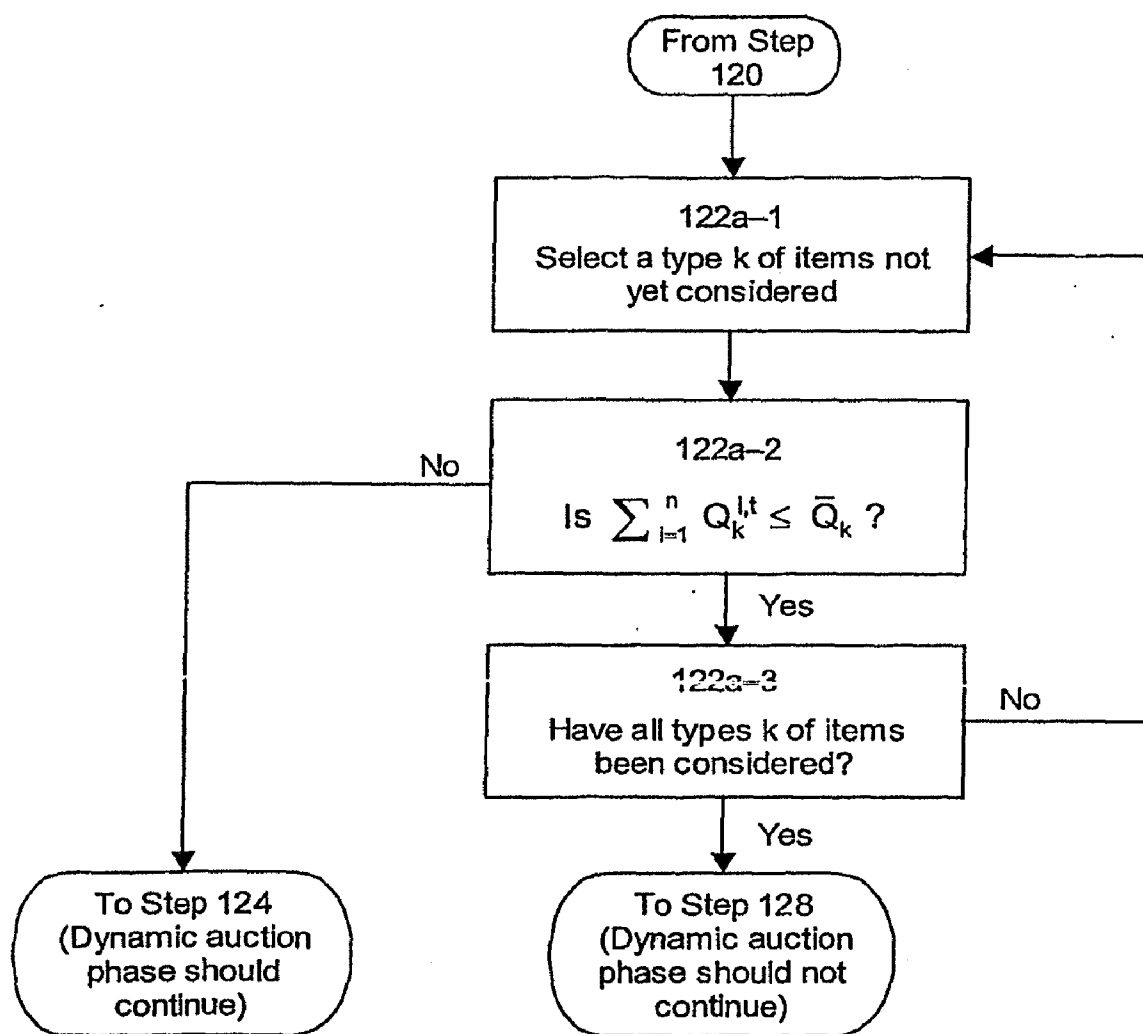 From Step
120
122a–1
Select a type k of items not
yet considered
122a–2
No
Is ∑ⁿᵢ₌₁ Qₖ^{i,t} ≤ Q̄ₖ ?
Yes
122a–3
No
Have all types k of items
been considered?
Yes
To Step 124
(Dynamic auction
phase should
continue)
To Step 128
(Dynamic auction
phase should not
continue)